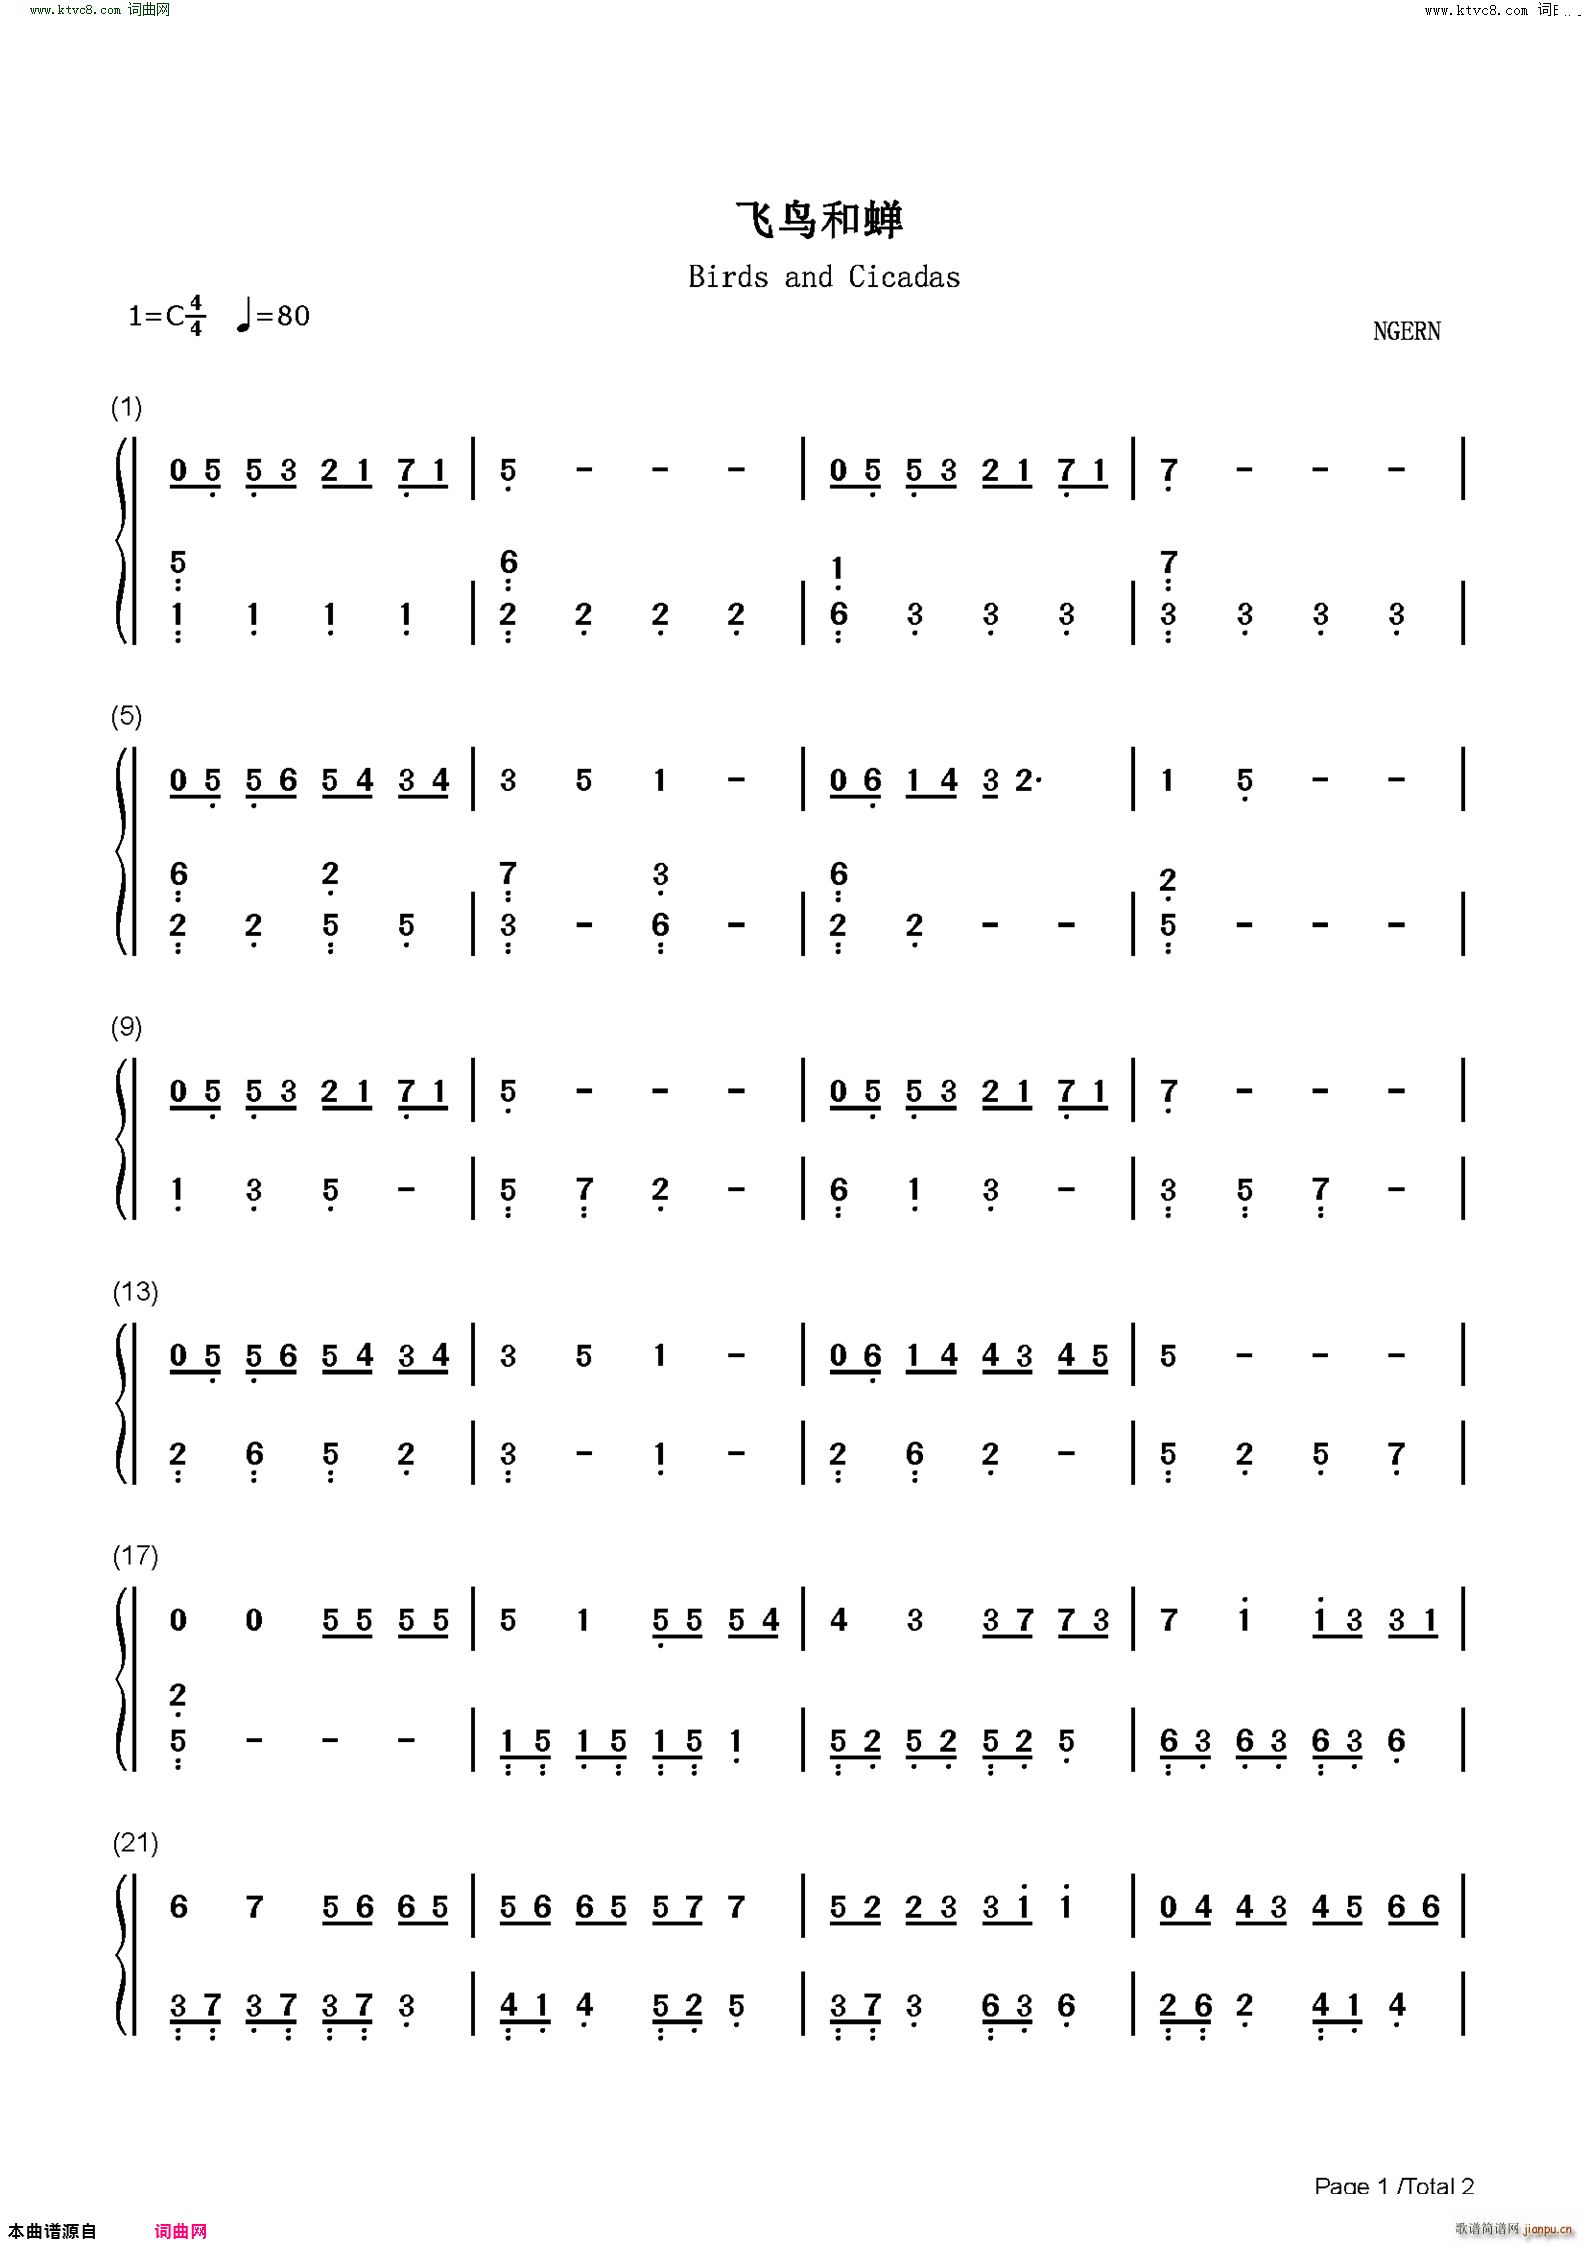 www.ktvc8.com 词曲网
www.ktvc8.com 词曲
飞鸟和蝉
Birds and Cicadas
1=C4/4 ♩=80
NGERN
(1)
0 5 5 3 2 1 7 1 | 5 - - - | 0 5 5 3 2 1 7 1 | 7 - - - |
5 6 1 7
1 1 1 1 | 2 2 2 2 | 6 3 3 3 | 3 3 3 3 |
(5)
0 5 5 6 5 4 3 4 | 3 5 1 - | 0 6 1 4 3 2· | 1 5 - - |
6 2 7 3 6 2
2 2 5 5 | 3 - 6 - | 2 2 - - | 5 - - - |
(9)
0 5 5 3 2 1 7 1 | 5 - - - | 0 5 5 3 2 1 7 1 | 7 - - - |
1 3 5 - | 5 7 2 - | 6 1 3 - | 3 5 7 - |
(13)
0 5 5 6 5 4 3 4 | 3 5 1 - | 0 6 1 4 4 3 4 5 | 5 - - - |
2 6 5 2 | 3 - 1 - | 2 6 2 - | 5 2 5 7 |
(17)
0 0 5 5 5 5 | 5 1 5 5 5 4 | 4 3 3 7 7 3 | 7 1 1 3 3 1 |
2
5 - - - | 1 5 1 5 1 5 1 | 5 2 5 2 5 2 5 | 6 3 6 3 6 3 6 |
(21)
6 7 5 6 6 5 | 5 6 6 5 5 7 7 | 5 2 2 3 3 1 1 | 0 4 4 3 4 5 6 6 |
3 7 3 7 3 7 3 | 4 1 4 5 2 5 | 3 7 3 6 3 6 | 2 6 2 4 1 4 |
Page 1 /Total 2
本曲谱源自 词曲网
歌谱简谱网 jianpu.cn